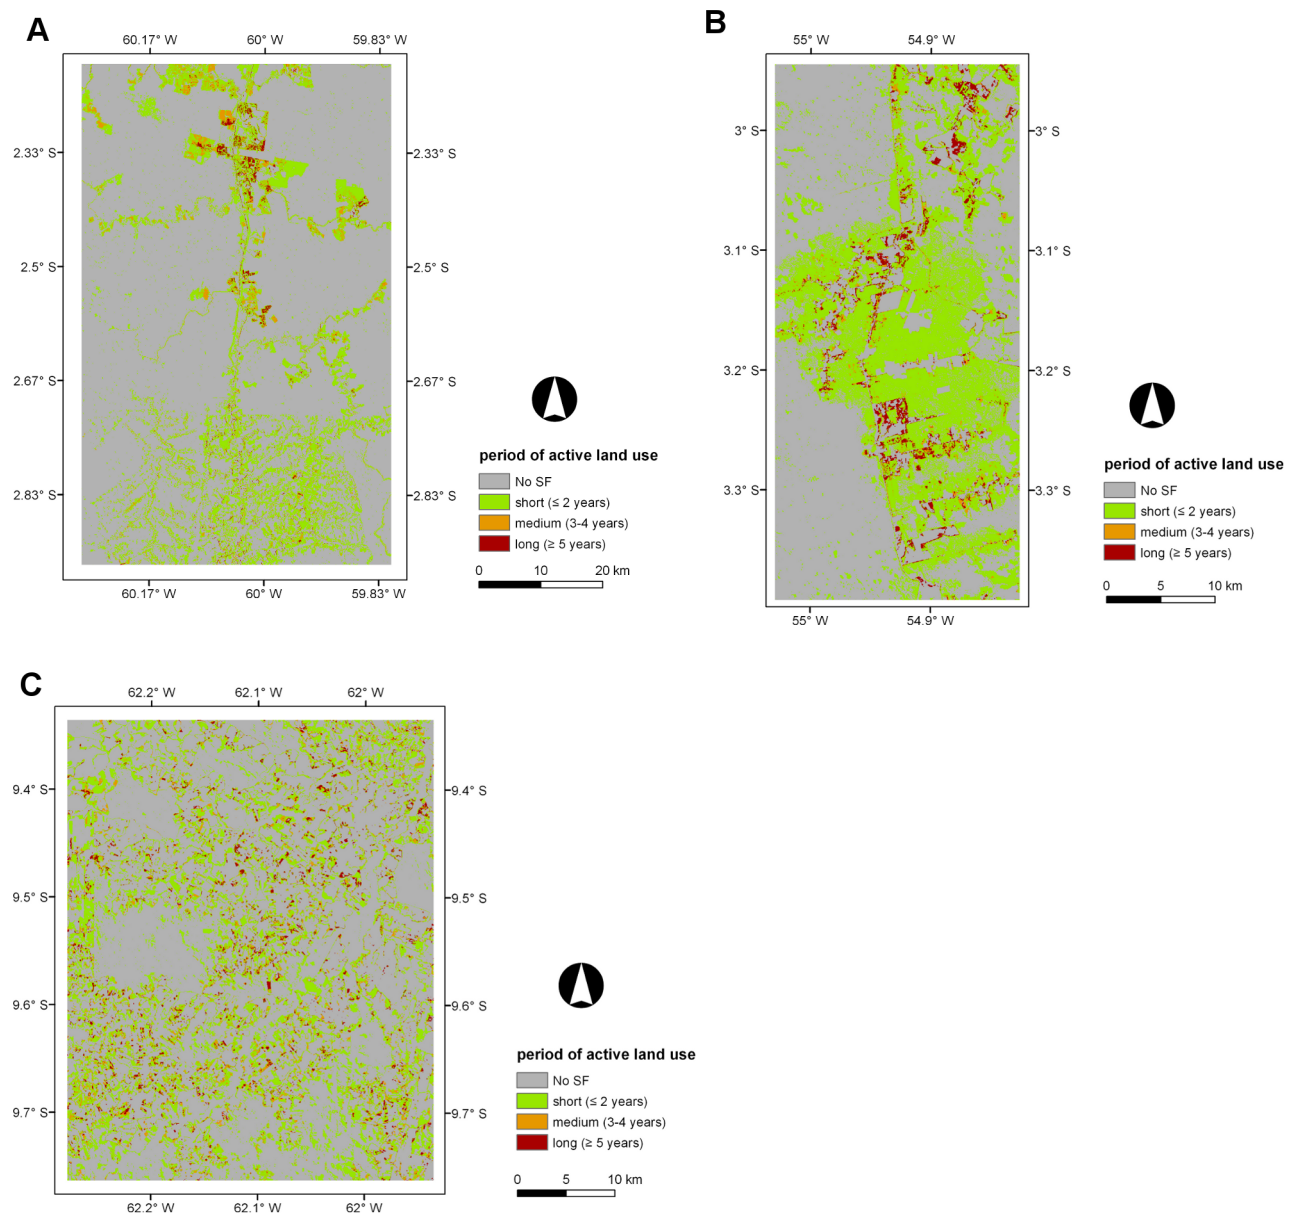 A
60.17° W 60° W 59.83° W
2.33° S 2.33° S
2.5° S 2.5° S
2.67° S 2.67° S
2.83° S 2.83° S
60.17° W 60° W 59.83° W
period of active land use
No SF
short (≤ 2 years)
medium (3-4 years)
long (≥ 5 years)
0 10 20 km
B
55° W 54.9° W
3° S 3° S
3.1° S 3.1° S
3.2° S 3.2° S
3.3° S 3.3° S
55° W 54.9° W
period of active land use
No SF
short (≤ 2 years)
medium (3-4 years)
long (≥ 5 years)
0 5 10 km
C
62.2° W 62.1° W 62° W
9.4° S 9.4° S
9.5° S 9.5° S
9.6° S 9.6° S
9.7° S 9.7° S
62.2° W 62.1° W 62° W
period of active land use
No SF
short (≤ 2 years)
medium (3-4 years)
long (≥ 5 years)
0 5 10 km